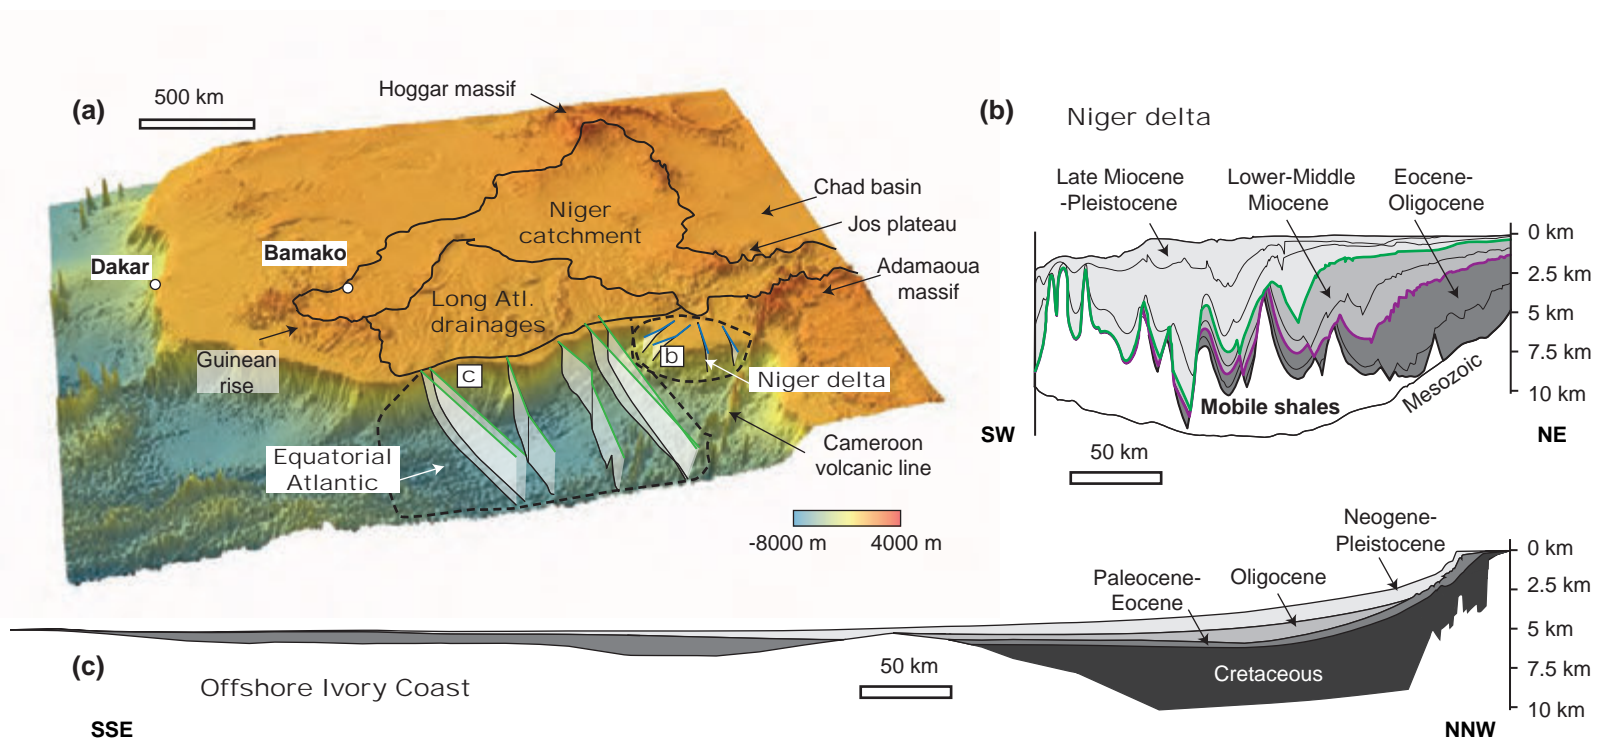 (a)
500 km
Hoggar massif
Chad basin
Niger
catchment
Jos plateau
Bamako
Dakar
Adamaoua
massif
Long Atl.
drainages
Guinean
rise
c
b
Niger delta
Equatorial
Atlantic
Cameroon
volcanic line
-8000 m
4000 m
(b)
Niger delta
Late Miocene
-Pleistocene
Lower-Middle
Miocene
Eocene-
Oligocene
0 km
2.5 km
5 km
7.5 km
10 km
Mobile shales
Mesozoic
SW
NE
50 km
Neogene-
Pleistocene
Paleocene-
Eocene
Oligocene
0 km
2.5 km
5 km
7.5 km
10 km
Cretaceous
(c)
50 km
Offshore Ivory Coast
SSE
NNW